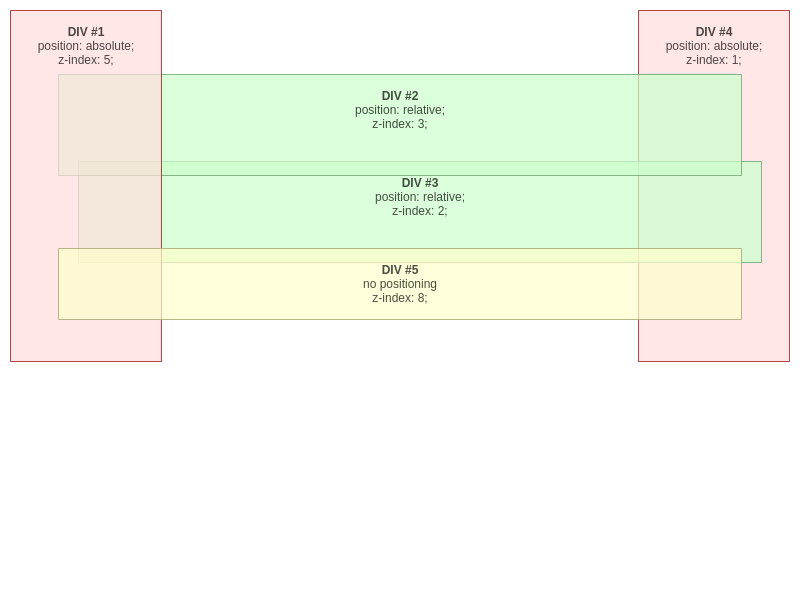 DIV #1
position: absolute;
z-index: 5;
DIV #4
position: absolute;
z-index: 1;
DIV #2
position: relative;
z-index: 3;
DIV #3
position: relative;
z-index: 2;
DIV #5
no positioning
z-index: 8;